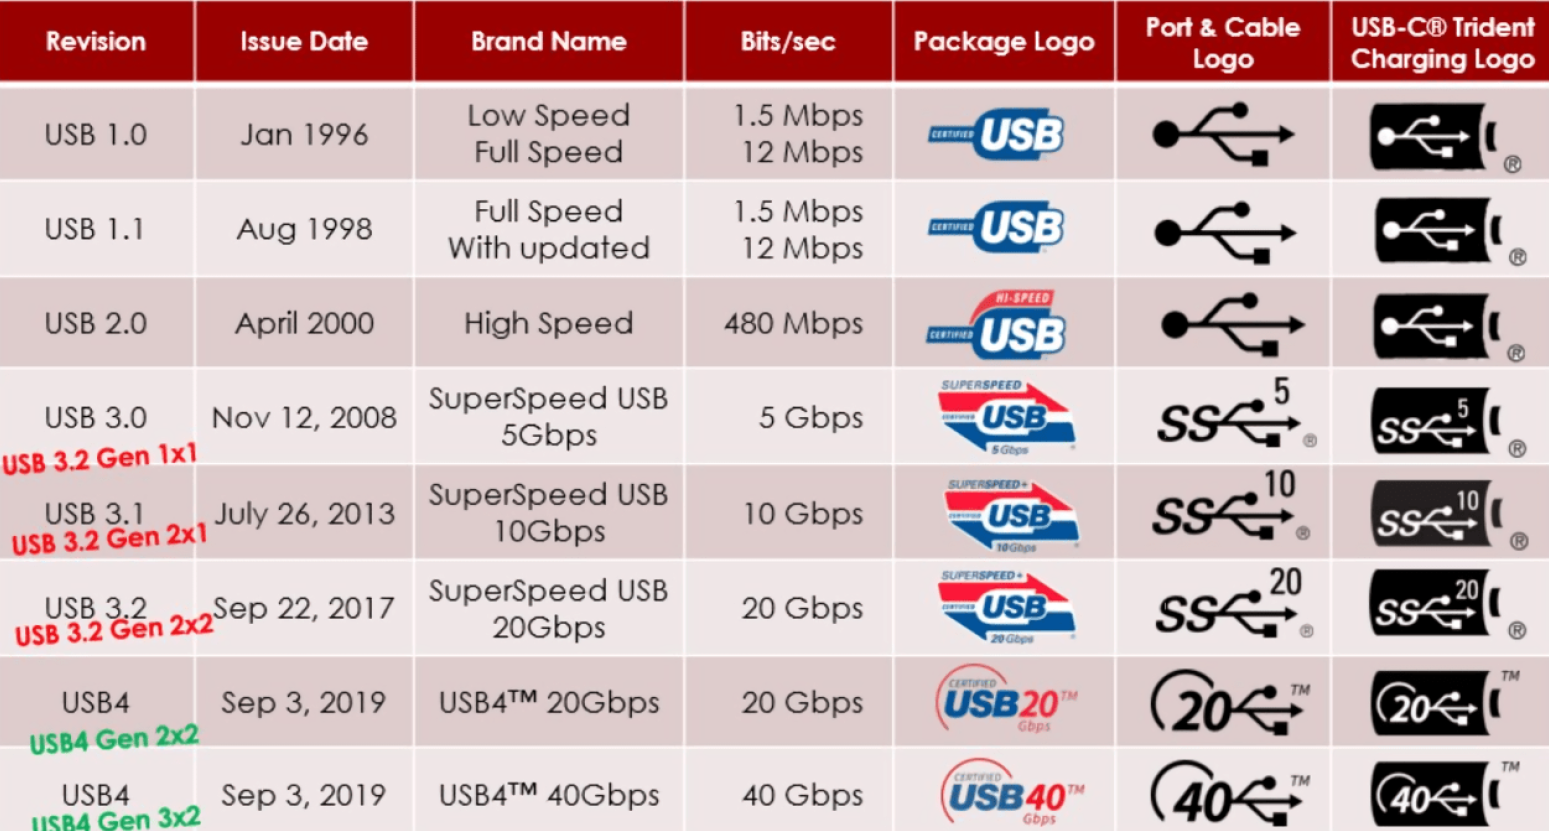 Revision
Issue Date
Brand Name
Bits/sec
Package Logo
Port & Cable
Logo
USB-C® Trident
Charging Logo
USB 1.0
Jan 1996
Low Speed
Full Speed
1.5 Mbps
12 Mbps
CERTIFIED USB
®
USB 1.1
Aug 1998
Full Speed
With updated
1.5 Mbps
12 Mbps
CERTIFIED USB
®
USB 2.0
April 2000
High Speed
480 Mbps
HI-SPEED
CERTIFIED USB
®
USB 3.0
USB 3.2 Gen 1x1
Nov 12, 2008
SuperSpeed USB
5Gbps
5 Gbps
SUPERSPEED
CERTIFIED USB
5Gbps
SS 5 ®
SS 5 ®
USB 3.1
USB 3.2 Gen 2x1
July 26, 2013
SuperSpeed USB
10Gbps
10 Gbps
SUPERSPEED+
CERTIFIED USB
10Gbps
SS 10 ®
SS 10 ®
USB 3.2
USB 3.2 Gen 2x2
Sep 22, 2017
SuperSpeed USB
20Gbps
20 Gbps
SUPERSPEED+
CERTIFIED USB
20Gbps
SS 20 ®
SS 20 ®
USB4
USB4 Gen 2x2
Sep 3, 2019
USB4™ 20Gbps
20 Gbps
CERTIFIED
USB20™
Gbps
20 ™
20 ™
USB4
USB4 Gen 3x2
Sep 3, 2019
USB4™ 40Gbps
40 Gbps
CERTIFIED
USB40™
Gbps
40 ™
40 ™